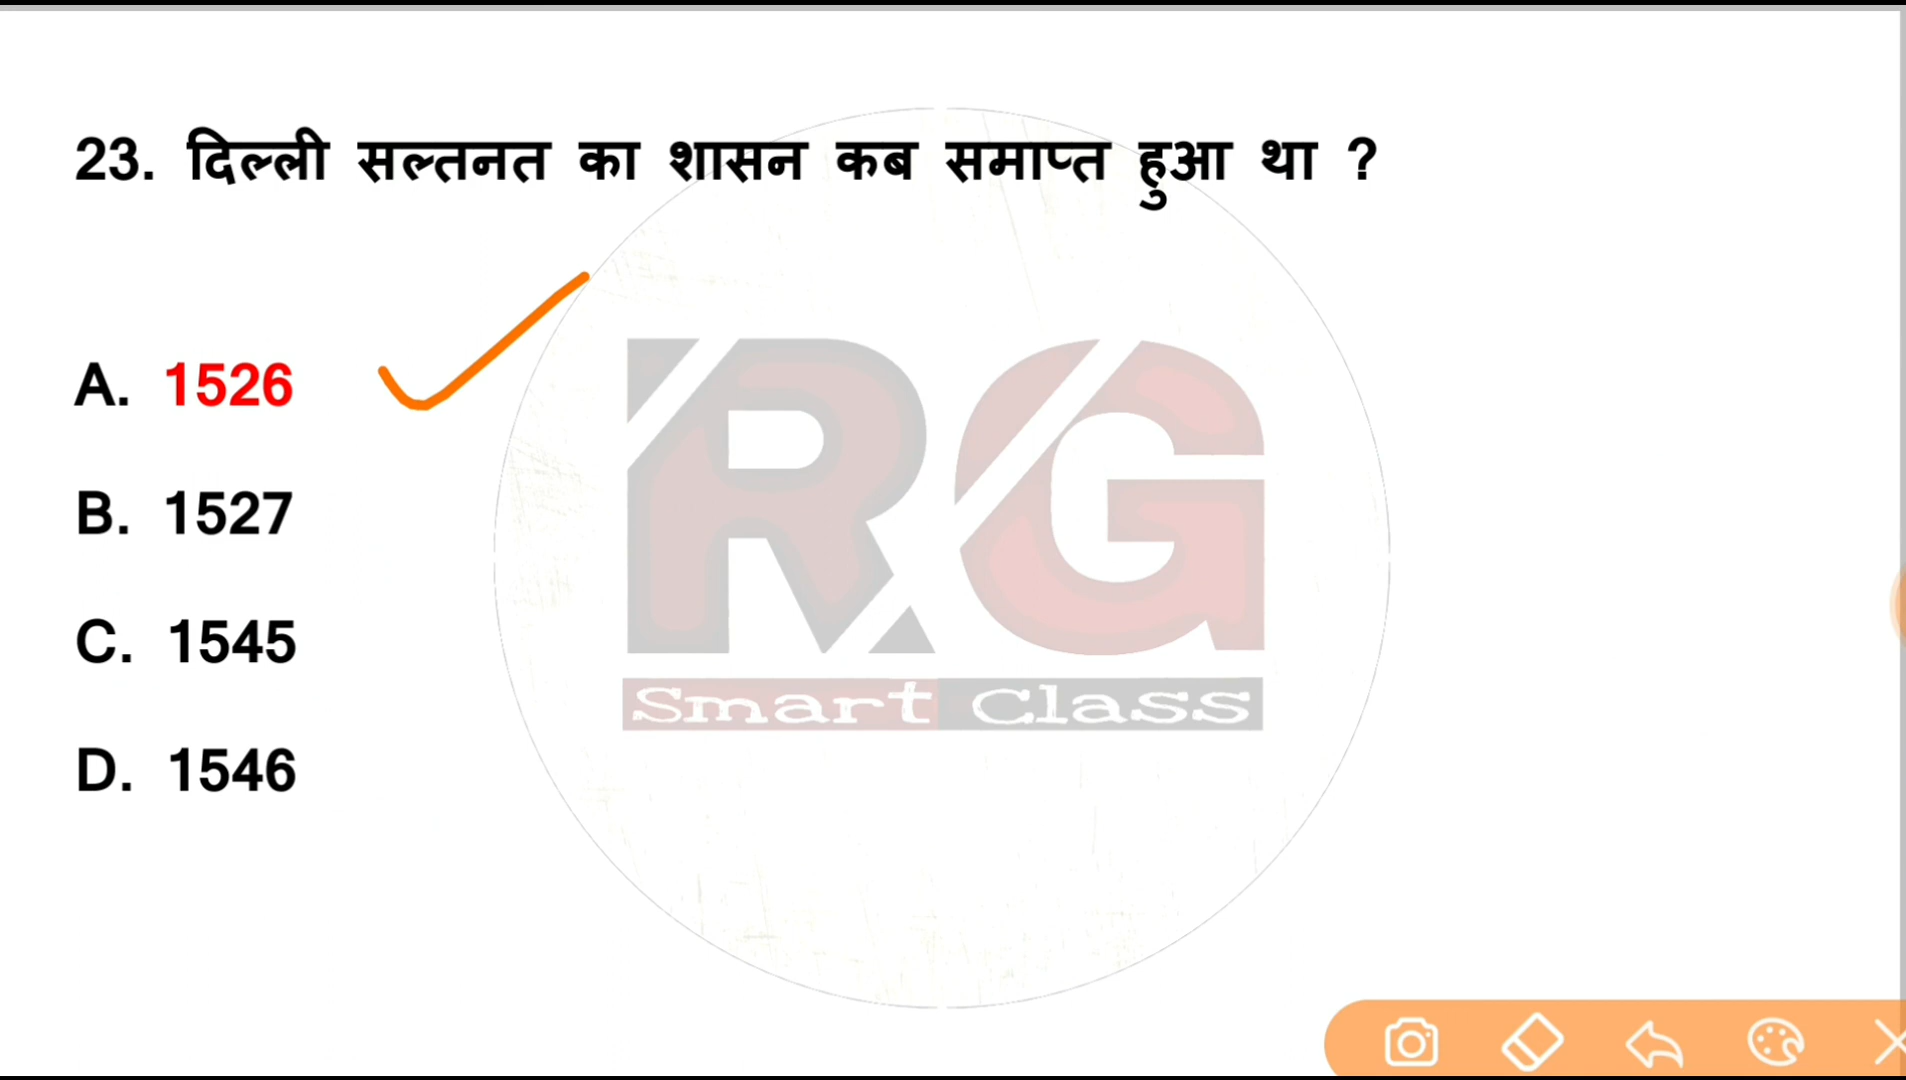 23. दिल्ली सल्तनत का शासन कब समाप्त हुआ था ?
A. 1526
B. 1527
C. 1545
D. 1546
RG
Smart Class